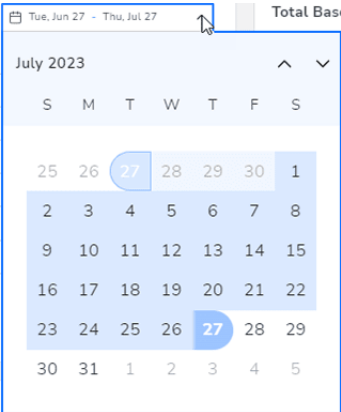 Tue, Jun 27 - Thu, Jul 27
Total Bas
July 2023
S M T W T F S
25 26 27 28 29 30 1
2 3 4 5 6 7 8
9 10 11 12 13 14 15
16 17 18 19 20 21 22
23 24 25 26 27 28 29
30 31 1 2 3 4 5